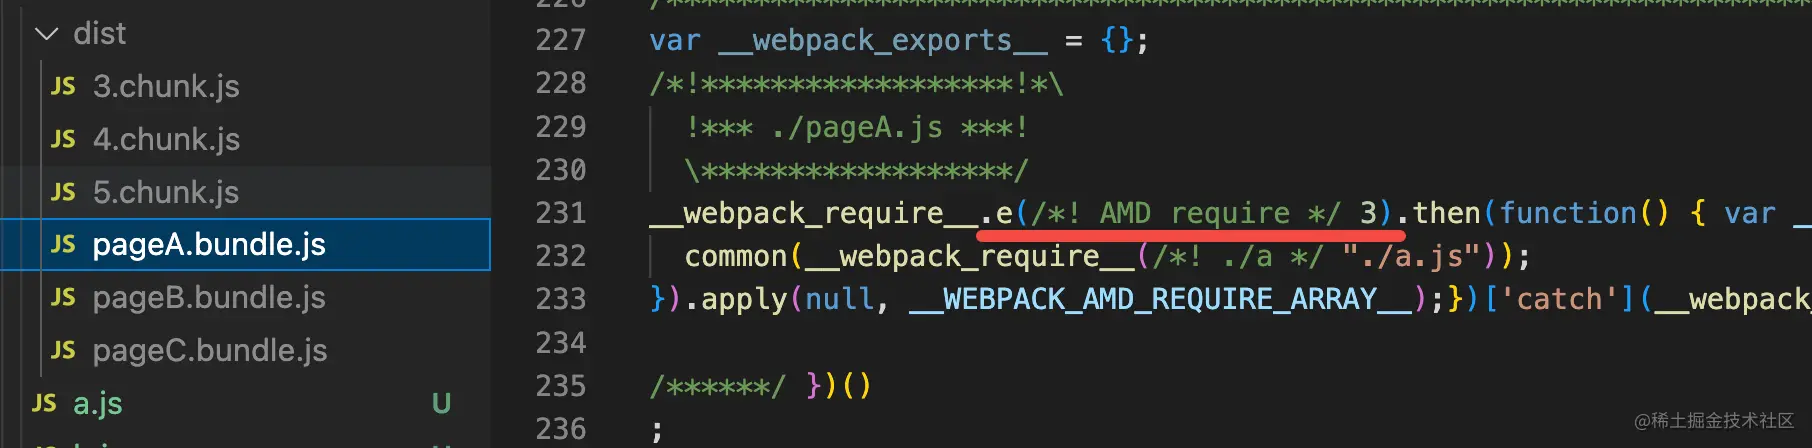 dist
JS 3.chunk.js
JS 4.chunk.js
JS 5.chunk.js
JS pageA.bundle.js
JS pageB.bundle.js
JS pageC.bundle.js
JS a.js U
227 var __webpack_exports__ = {};
228 /*!******************!*\
229 !*** ./pageA.js ***!
230 \******************/
231 __webpack_require__.e(/*! AMD require */ 3).then(function() { var _
232 common(__webpack_require__(/*! ./a */ "./a.js"));
233 }).apply(null, __WEBPACK_AMD_REQUIRE_ARRAY__);})['catch'](__webpack
234
235 /******/ })()
236 ;
@稀土掘金技术社区